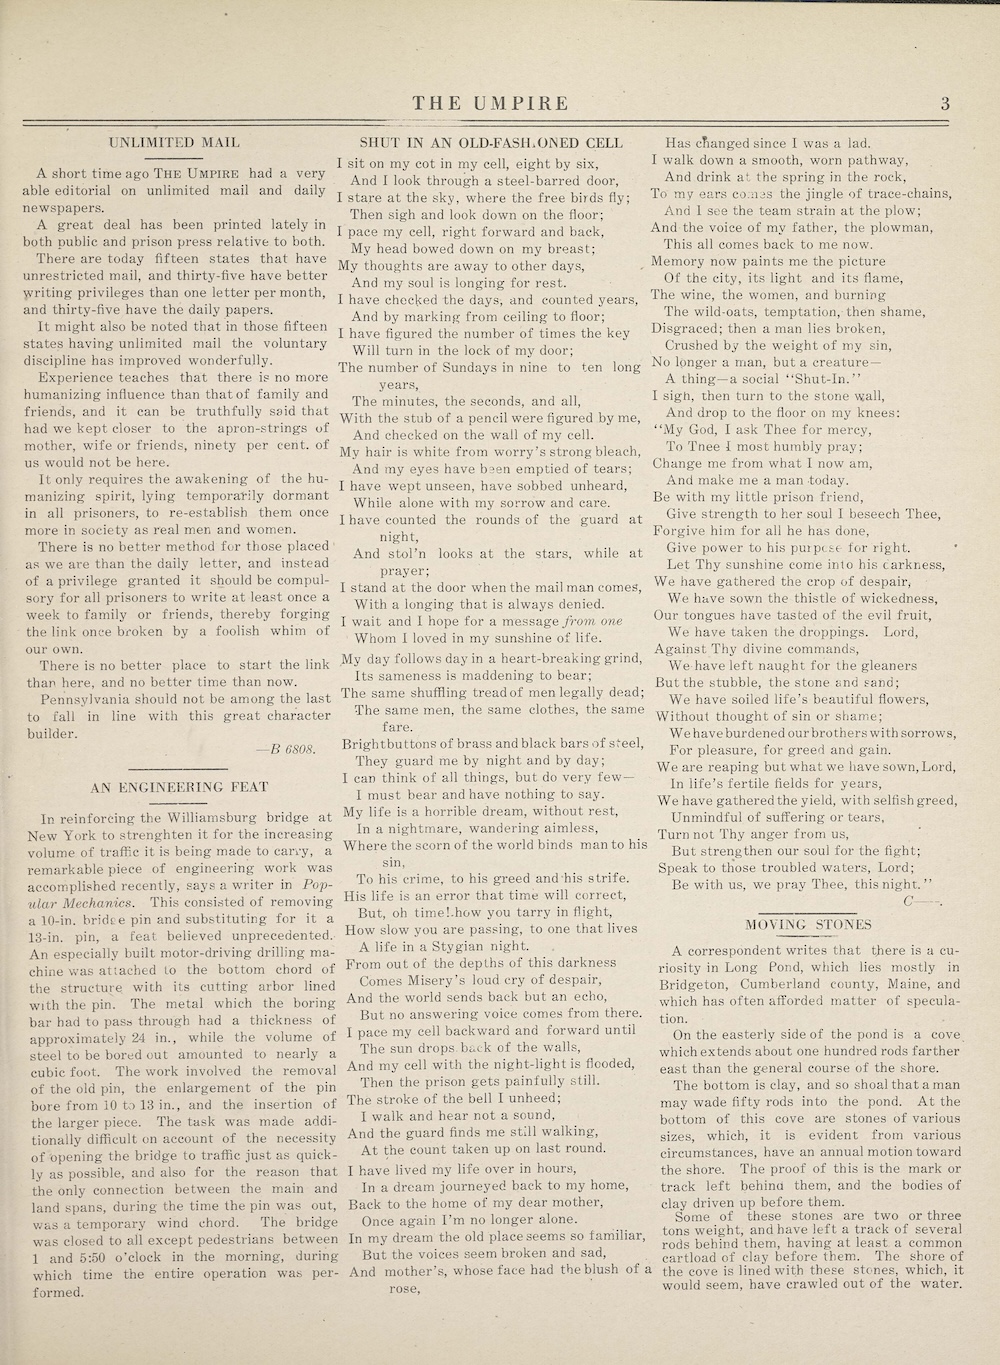 THE UMPIRE
3
UNLIMITED MAIL
A short time ago THE UMPIRE had a very
able editorial on unlimited mail and daily
newspapers.
A great deal has been printed lately in
both public and prison press relative to both.
There are today fifteen states that have
unrestricted mail, and thirty-five have better
writing privileges than one letter per month,
and thirty-five have the daily papers.
It might also be noted that in those fifteen
states having unlimited mail the voluntary
discipline has improved wonderfully.
Experience teaches that there is no more
humanizing influence than that of family and
friends, and it can be truthfully said that
had we kept closer to the apron-strings of
mother, wife or friends, ninety per cent. of
us would not be here.
It only requires the awakening of the hu-
manizing spirit, lying temporarily dormant
in all prisoners, to re-establish them once
more in society as real men and women.
There is no better method for those placed
as we are than the daily letter, and instead
of a privilege granted it should be compul-
sory for all prisoners to write at least once a
week to family or friends, thereby forging
the link once broken by a foolish whim of
our own.
There is no better place to start the link
than here, and no better time than now.
Pennsylvania should not be among the last
to fall in line with this great character
builder.
—B 6808.
AN ENGINEERING FEAT
In reinforcing the Williamsburg bridge at
New York to strenghten it for the increasing
volume of traffic it is being made to carry, a
remarkable piece of engineering work was
accomplished recently, says a writer in Pop-
ular Mechanics. This consisted of removing
a 10-in. bridge pin and substituting for it a
13-in. pin, a feat believed unprecedented.
An especially built motor-driving drilling ma-
chine was attached to the bottom chord of
the structure with its cutting arbor lined
with the pin. The metal which the boring
bar had to pass through had a thickness of
approximately 24 in., while the volume of
steel to be bored out amounted to nearly a
cubic foot. The work involved the removal
of the old pin, the enlargement of the pin
bore from 10 to 13 in., and the insertion of
the larger piece. The task was made addi-
tionally difficult on account of the necessity
of opening the bridge to traffic just as quick-
ly as possible, and also for the reason that
the only connection between the main and
land spans, during the time the pin was out,
was a temporary wind chord. The bridge
was closed to all except pedestrians between
1 and 5:50 o'clock in the morning, during
which time the entire operation was per-
formed.
SHUT IN AN OLD-FASHIONED CELL
I sit on my cot in my cell, eight by six,
And I look through a steel-barred door,
I stare at the sky, where the free birds fly;
Then sigh and look down on the floor;
I pace my cell, right forward and back,
My head bowed down on my breast;
My thoughts are away to other days,
And my soul is longing for rest.
I have checked the days, and counted years,
And by marking from ceiling to floor;
I have figured the number of times the key
Will turn in the lock of my door;
The number of Sundays in nine to ten long
years,
The minutes, the seconds, and all,
With the stub of a pencil were figured by me,
And checked on the wall of my cell.
My hair is white from worry's strong bleach,
And my eyes have been emptied of tears;
I have wept unseen, have sobbed unheard,
While alone with my sorrow and care.
I have counted the rounds of the guard at
night,
And stol'n looks at the stars, while at
prayer;
I stand at the door when the mail man comes,
With a longing that is always denied.
I wait and I hope for a message from one
Whom I loved in my sunshine of life.
My day follows day in a heart-breaking grind,
Its sameness is maddening to bear;
The same shuffling tread of men legally dead;
The same men, the same clothes, the same
fare.
Bright buttons of brass and black bars of steel,
They guard me by night and by day;
I can think of all things, but do very few—
I must bear and have nothing to say.
My life is a horrible dream, without rest,
In a nightmare, wandering aimless,
Where the scorn of the world binds man to his
sin,
To his crime, to his greed and his strife.
His life is an error that time will correct,
But, oh time! how you tarry in flight,
How slow you are passing, to one that lives
A life in a Stygian night.
From out of the depths of this darkness
Comes Misery's loud cry of despair,
And the world sends back but an echo,
But no answering voice comes from there.
I pace my cell backward and forward until
The sun drops back of the walls,
And my cell with the night-light is flooded,
Then the prison gets painfully still.
The stroke of the bell I unheed;
I walk and hear not a sound,
And the guard finds me still walking,
At the count taken up on last round.
I have lived my life over in hours,
In a dream journeyed back to my home,
Back to the home of my dear mother,
Once again I'm no longer alone.
In my dream the old place seems so familiar,
But the voices seem broken and sad,
And mother's, whose face had the blush of a
rose,
Has changed since I was a lad.
I walk down a smooth, worn pathway,
And drink at the spring in the rock,
To my ears comes the jingle of trace-chains,
And I see the team strain at the plow;
And the voice of my father, the plowman,
This all comes back to me now.
Memory now paints me the picture
Of the city, its light and its flame,
The wine, the women, and burning
The wild-oats, temptation, then shame,
Disgraced; then a man lies broken,
Crushed by the weight of my sin,
No longer a man, but a creature—
A thing—a social "Shut-In."
I sigh, then turn to the stone wall,
And drop to the floor on my knees:
"My God, I ask Thee for mercy,
To Thee I most humbly pray;
Change me from what I now am,
And make me a man today.
Be with my little prison friend,
Give strength to her soul I beseech Thee,
Forgive him for all he has done,
Give power to his purpose for right.
Let Thy sunshine come into his darkness,
We have gathered the crop of despair,
We have sown the thistle of wickedness,
Our tongues have tasted of the evil fruit,
We have taken the droppings. Lord,
Against Thy divine commands,
We have left naught for the gleaners
But the stubble, the stone and sand;
We have soiled life's beautiful flowers,
Without thought of sin or shame;
We have burdened our brothers with sorrows,
For pleasure, for greed and gain.
We are reaping but what we have sown, Lord,
In life's fertile fields for years,
We have gathered the yield, with selfish greed,
Unmindful of suffering or tears,
Turn not Thy anger from us,
But strengthen our soul for the fight;
Speak to those troubled waters, Lord;
Be with us, we pray Thee, this night."
C——.
MOVING STONES
A correspondent writes that there is a cu-
riosity in Long Pond, which lies mostly in
Bridgeton, Cumberland county, Maine, and
which has often afforded matter of specula-
tion.
On the easterly side of the pond is a cove
which extends about one hundred rods farther
east than the general course of the shore.
The bottom is clay, and so shoal that a man
may wade fifty rods into the pond. At the
bottom of this cove are stones of various
sizes, which, it is evident from various
circumstances, have an annual motion toward
the shore. The proof of this is the mark or
track left behind them, and the bodies of
clay driven up before them.
Some of these stones are two or three
tons weight, and have left a track of several
rods behind them, having at least a common
cartload of clay before them. The shore of
the cove is lined with these stones, which, it
would seem, have crawled out of the water.